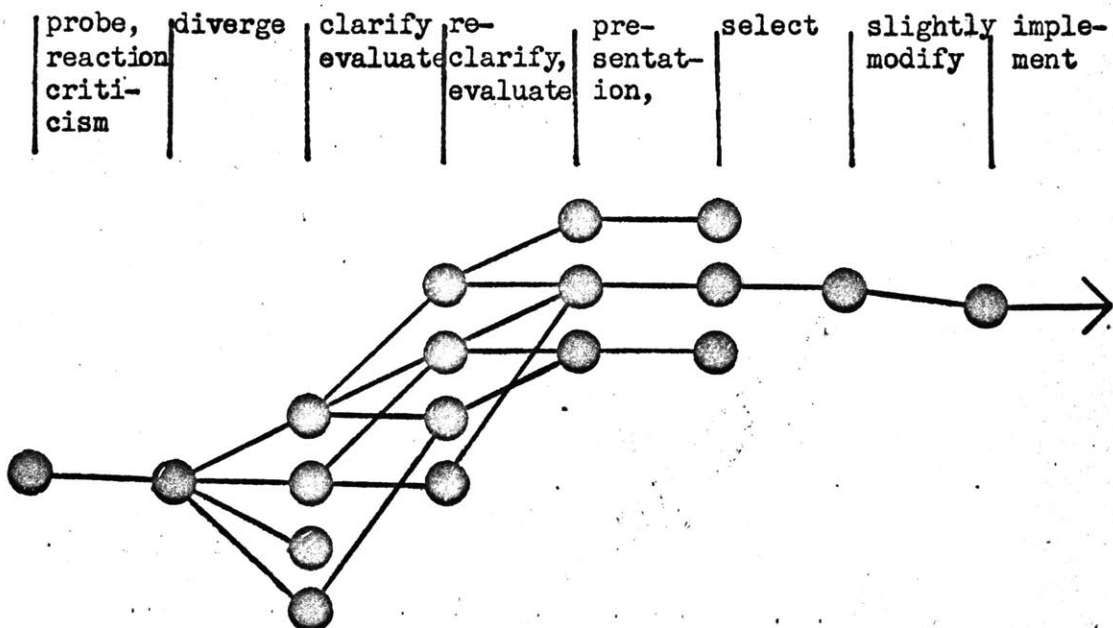 probe,
reaction
criti-
cism
diverge
clarify
evaluate
re-
clarify,
evaluate
pre-
sentat-
ion,
select
slightly
modify
imple-
ment